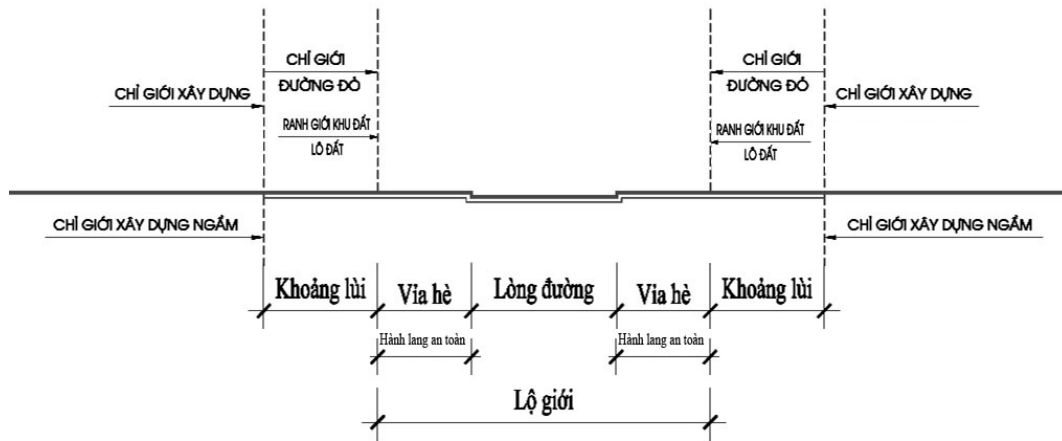 CHỈ GIỚI
ĐƯỜNG ĐỎ
CHỈ GIỚI XÂY DỰNG
RANH GIỚI KHU ĐẤT
LÔ ĐẤT
CHỈ GIỚI
ĐƯỜNG ĐỎ
CHỈ GIỚI XÂY DỰNG
RANH GIỚI KHU ĐẤT
LÔ ĐẤT
CHỈ GIỚI XÂY DỰNG NGẦM
CHỈ GIỚI XÂY DỰNG NGẦM
Khoảng lùi Vỉa hè Lòng đường Vỉa hè Khoảng lùi
Hành lang an toàn Hành lang an toàn
Lộ giới